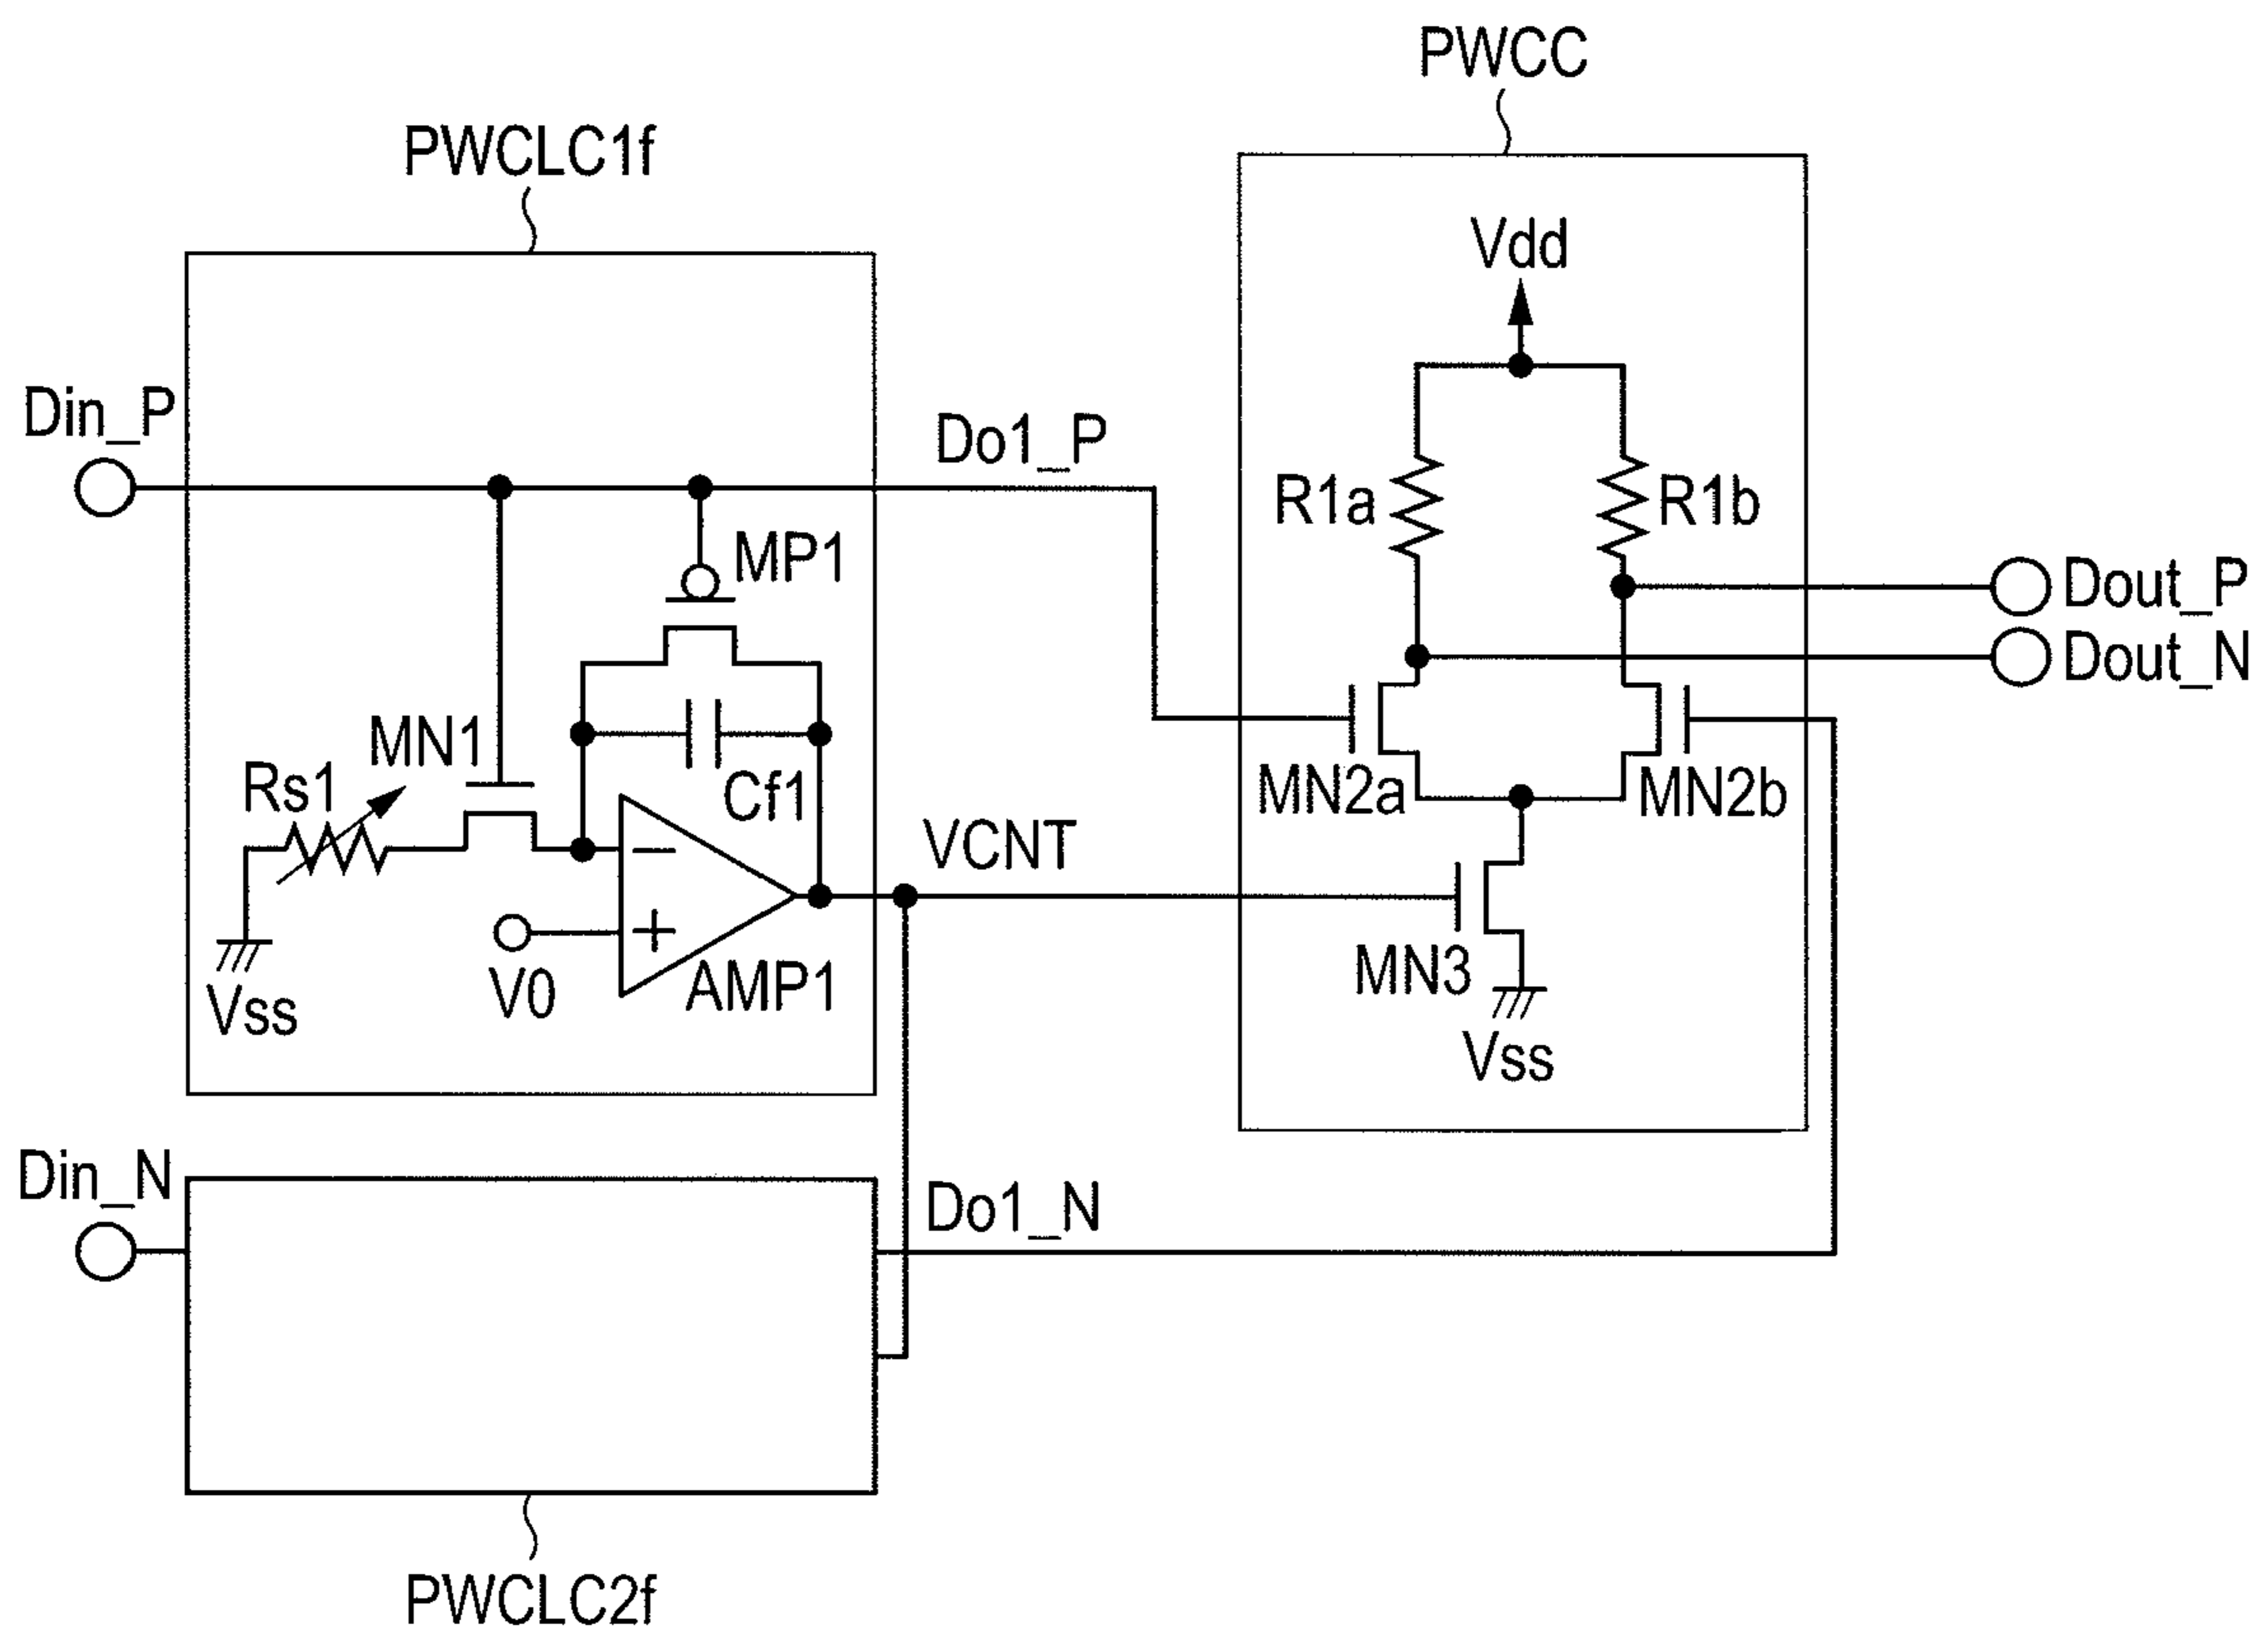 PWCC
PWCLC1f
Vdd
Din_P
Do1_P
R1a
R1b
MP1
Dout_P
Dout_N
MN1
Rs1
Cf1
MN2a
MN2b
VCNT
−
+
V0
AMP1
MN3
Vss
Vss
Din_N
Do1_N
PWCLC2f